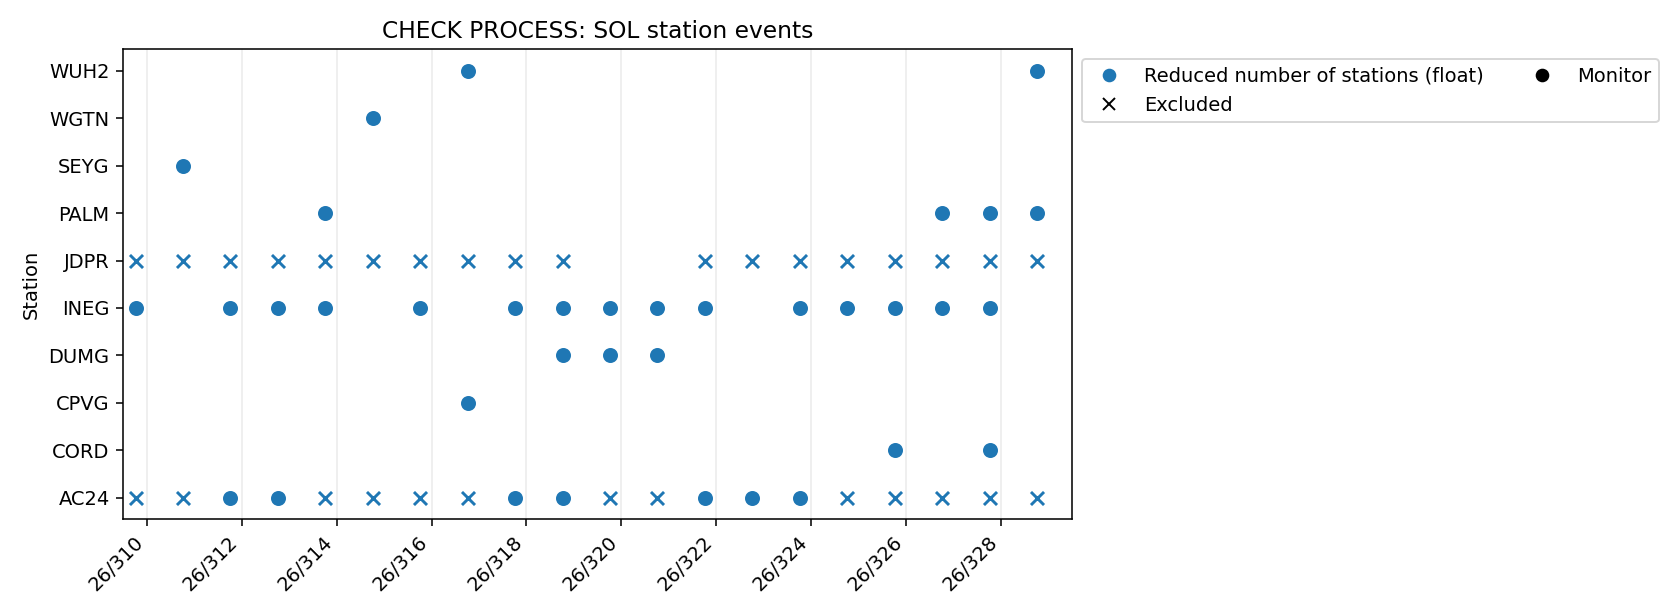 CHECK PROCESS: SOL station events
Reduced number of stations (float)
Excluded
Monitor
Station
WUH2
WGTN
SEYG
PALM
JDPR
INEG
DUMG
CPVG
CORD
AC24
26/310
26/312
26/314
26/316
26/318
26/320
26/322
26/324
26/326
26/328